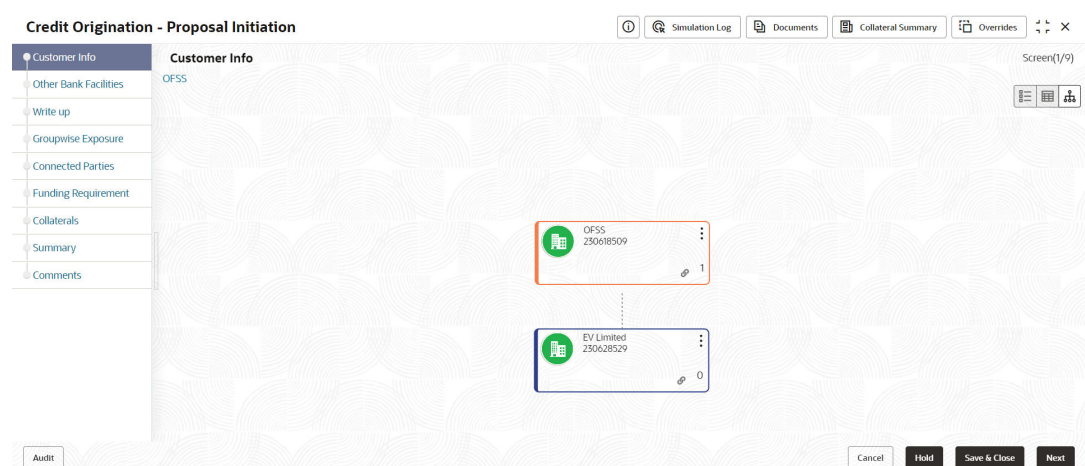 Credit Origination - Proposal Initiation
Simulation Log
Documents
Collateral Summary
Overrides
Customer Info
Other Bank Facilities
Write up
Groupwise Exposure
Connected Parties
Funding Requirement
Collaterals
Summary
Comments
Customer Info
Screen(1/9)
OFSS
OFSS
230618509
1
EV Limited
230628529
0
Audit
Cancel
Hold
Save & Close
Next